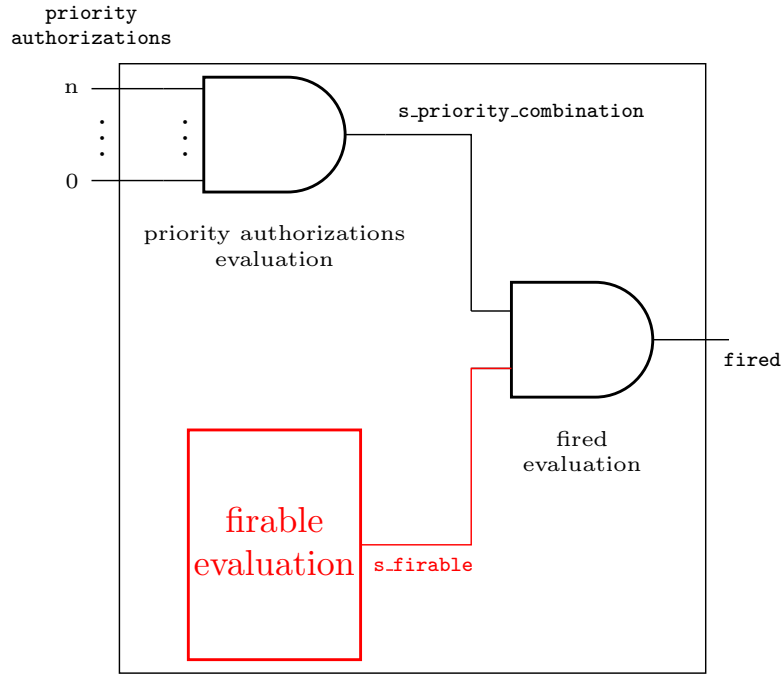 priority
authorizations
n
0
s_priority_combination
priority authorizations
evaluation
fired
fired
evaluation
firable
evaluation
s_firable